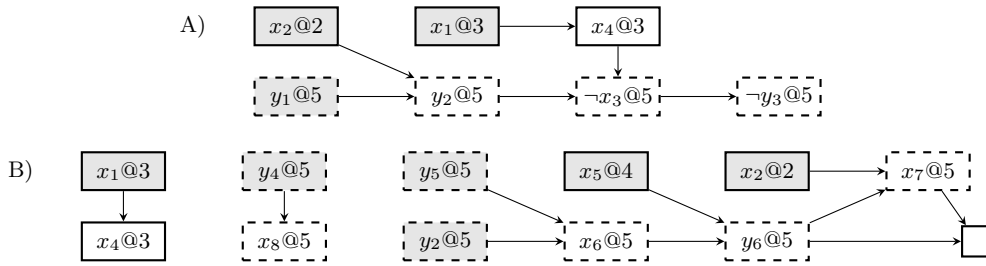 A) x₂@2 x₁@3 x₄@3
y₁@5 y₂@5 ¬x₃@5 ¬y₃@5
B) x₁@3 y₄@5 y₅@5 x₅@4 x₂@2 x₇@5
x₄@3 x₈@5 y₂@5 x₆@5 y₆@5